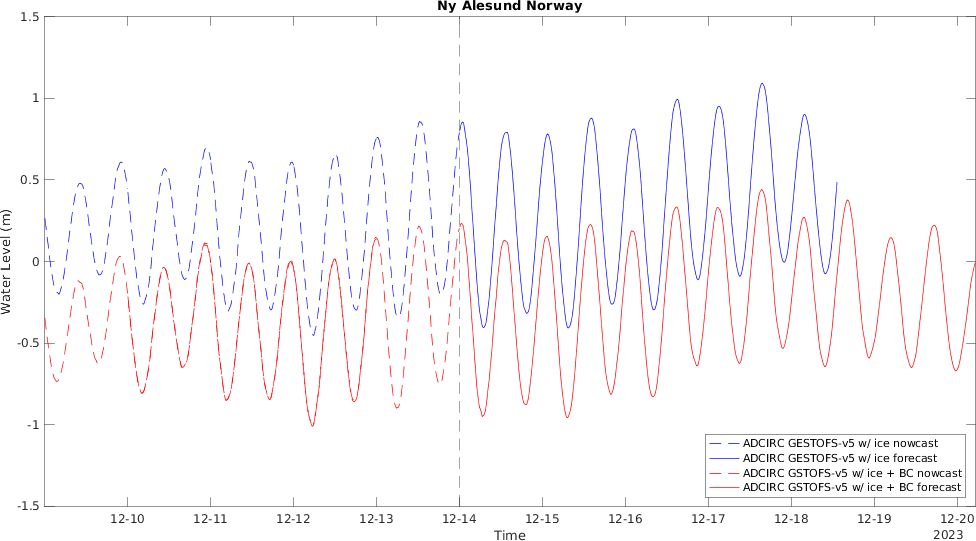 Ny Alesund Norway
1.5
1
0.5
0
-0.5
-1
-1.5
Water Level (m)
12-10 12-11 12-12 12-13 12-14 12-15 12-16 12-17 12-18 12-19 12-20
Time
2023
ADCIRC GESTOFS-v5 w/ ice nowcast
ADCIRC GESTOFS-v5 w/ ice forecast
ADCIRC GSTOFS-v5 w/ ice + BC nowcast
ADCIRC GSTOFS-v5 w/ ice + BC forecast